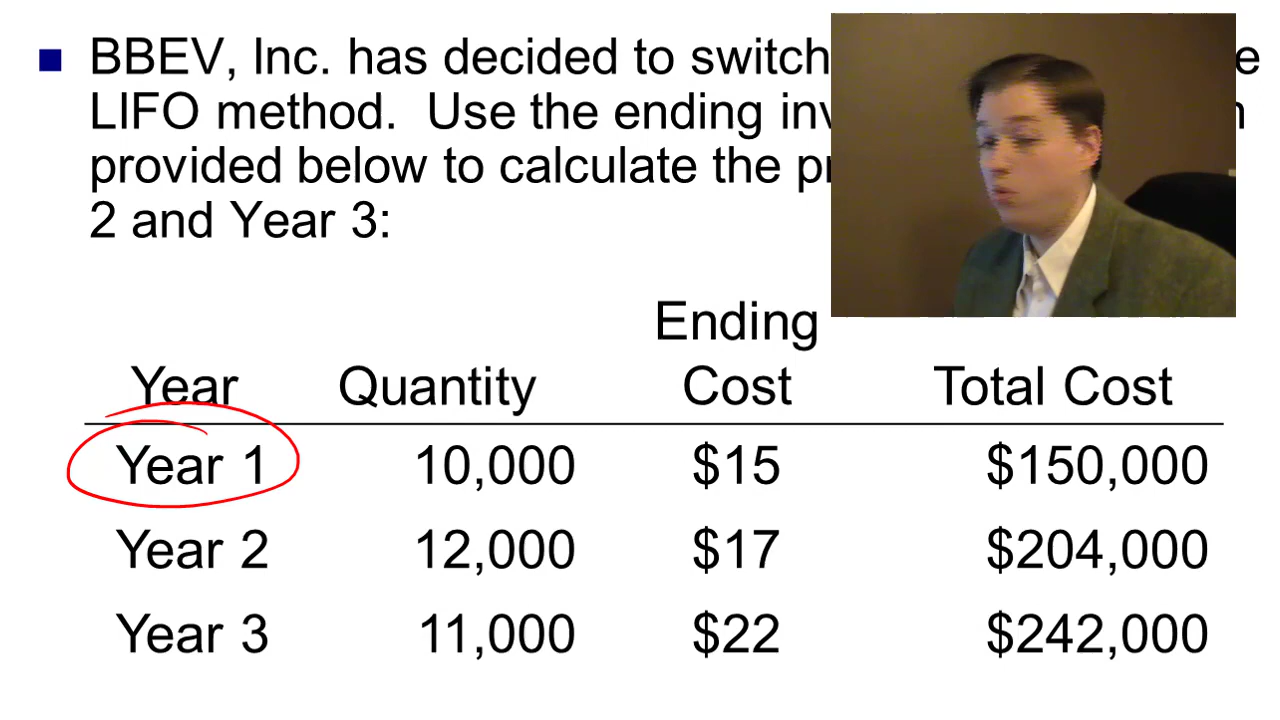 BBEV, Inc. has decided to switch
LIFO method. Use the ending
provided below to calculate the
2 and Year 3:
Ending
Year Quantity Cost Total Cost
Year 1 10,000 $15 $150,000
Year 2 12,000 $17 $204,000
Year 3 11,000 $22 $242,000